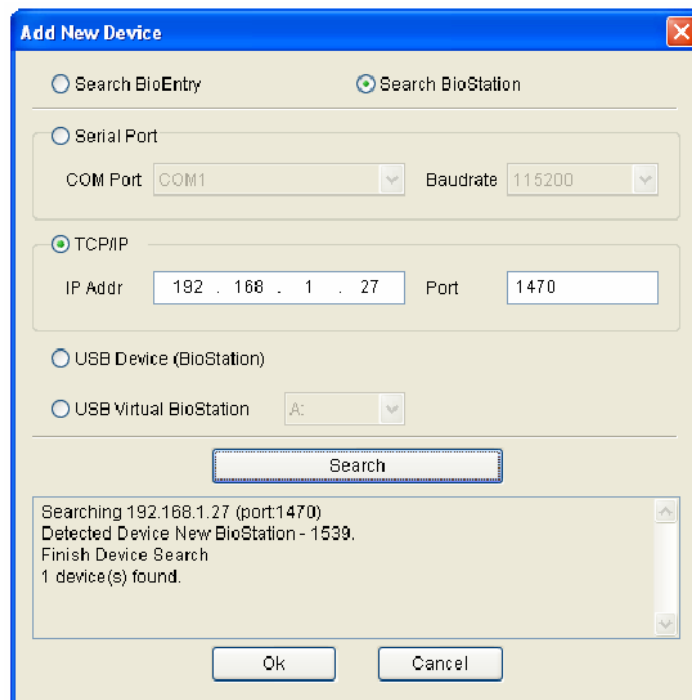 Add New Device
Search BioEntry Search BioStation
Serial Port
COM Port COM1 Baudrate 115200
TCP/IP
IP Addr 192 . 168 . 1 . 27 Port 1470
USB Device (BioStation)
USB Virtual BioStation A:
Search
Searching 192.168.1.27 (port:1470)
Detected Device New BioStation - 1539.
Finish Device Search
1 device(s) found.
Ok Cancel